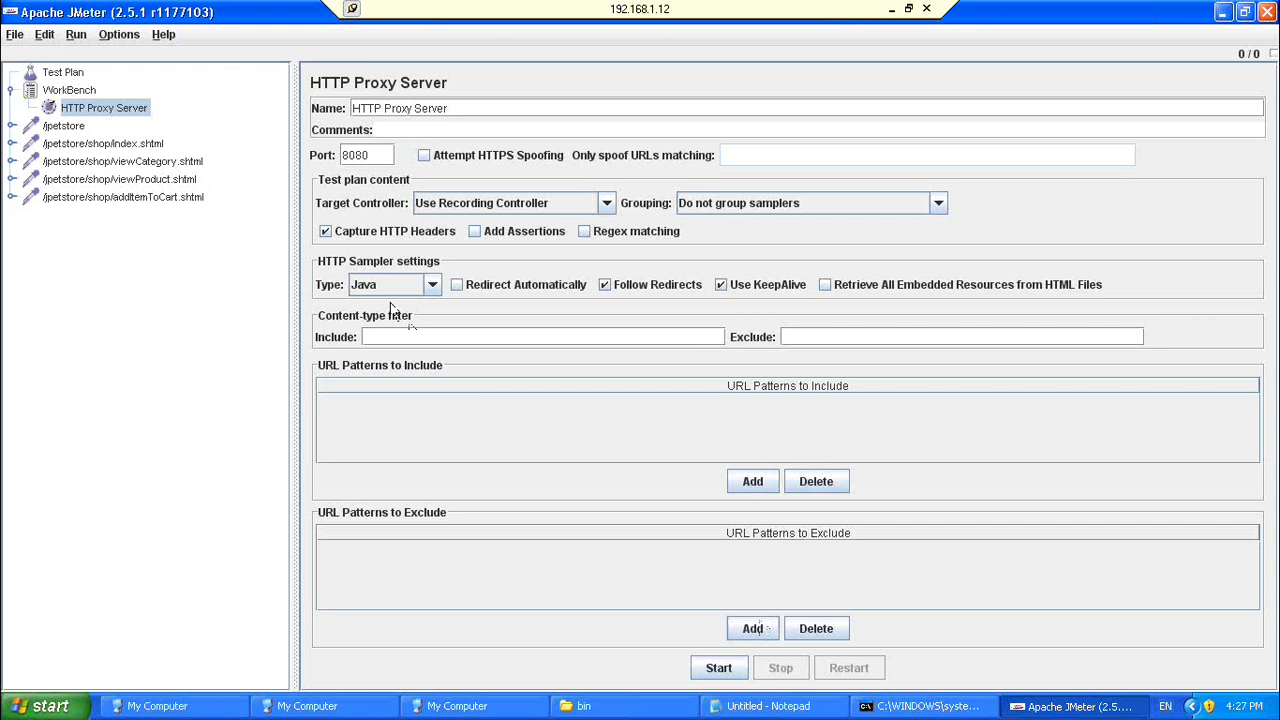 Apache JMeter (2.5.1 r1177103)
192.168.1.12
File Edit Run Options Help
0 / 0
Test Plan
WorkBench
HTTP Proxy Server
/jpetstore
/jpetstore/shop/index.shtml
/jpetstore/shop/viewCategory.shtml
/jpetstore/shop/viewProduct.shtml
/jpetstore/shop/addItemToCart.shtml
HTTP Proxy Server
Name: HTTP Proxy Server
Comments:
Port: 8080 Attempt HTTPS Spoofing Only spoof URLs matching:
Test plan content
Target Controller: Use Recording Controller Grouping: Do not group samplers
Capture HTTP Headers Add Assertions Regex matching
HTTP Sampler settings
Type: Java Redirect Automatically Follow Redirects Use KeepAlive Retrieve All Embedded Resources from HTML Files
Content-type filter
Include: Exclude:
URL Patterns to Include
URL Patterns to Include
Add Delete
URL Patterns to Exclude
URL Patterns to Exclude
Add Delete
Start Stop Restart
start My Computer My Computer My Computer bin Untitled - Notepad C:\WINDOWS\syste... Apache JMeter (2.5.... EN 4:27 PM